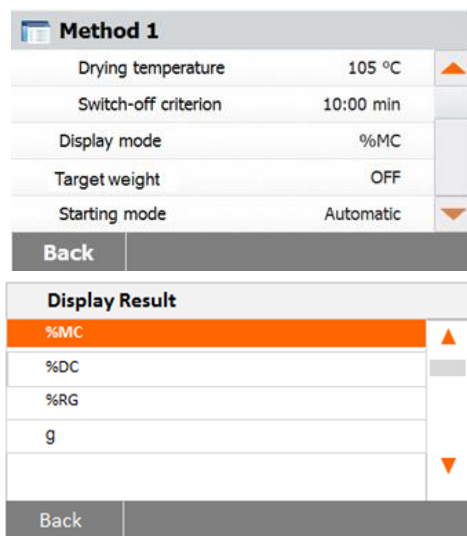 Method 1
Drying temperature 105 ºC
Switch-off criterion 10:00 min
Display mode %MC
Target weight OFF
Starting mode Automatic
Back
Display Result
%MC
%DC
%RG
g
Back